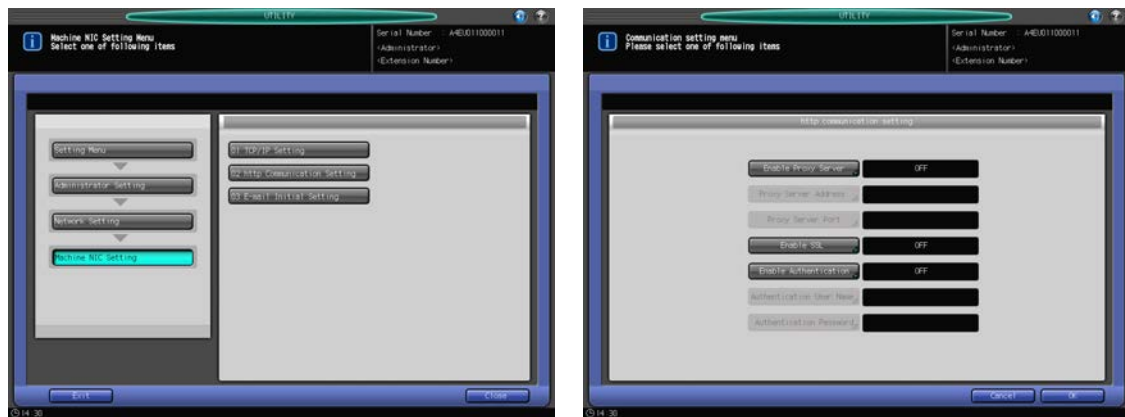 UTILITY
Machine NIC Setting Menu
Select one of following items
Serial Number : A4EU011000011
<Administrator>
<Extension Number>
Setting Menu
Administrator Setting
Network Setting
Machine NIC Setting
01 TCP/IP Setting
02 http Communication Setting
03 E-mail Initial Setting
Exit
Close
14:30
UTILITY
Communication setting menu
Please select one of following items
Serial Number : A4EU011000011
<Administrator>
<Extension Number>
http communication setting
Enable Proxy Server OFF
Proxy Server Address
Proxy Server Port
Enable SSL OFF
Enable Authentication OFF
Authentication User Name
Authentication Password
Cancel
OK
14:30